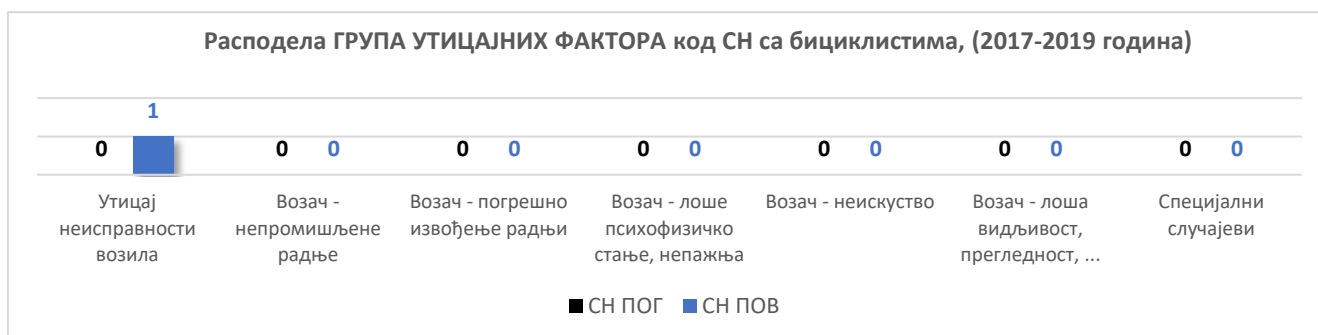 Расподела ГРУПА УТИЦАЈНИХ ФАКТОРА код СН са бициклистима, (2017-2019 година)
1
0 0 0 0 0 0 0 0 0 0 0 0 0
Утицај неисправности возила
Возач - непромишљене радње
Возач - погрешно извођење радњи
Возач - лоше психофизичко стање, непажња
Возач - неискуство
Возач - лоша видљивост, прегледност, ...
Специјални случајеви
СН ПОГ СН ПОВ